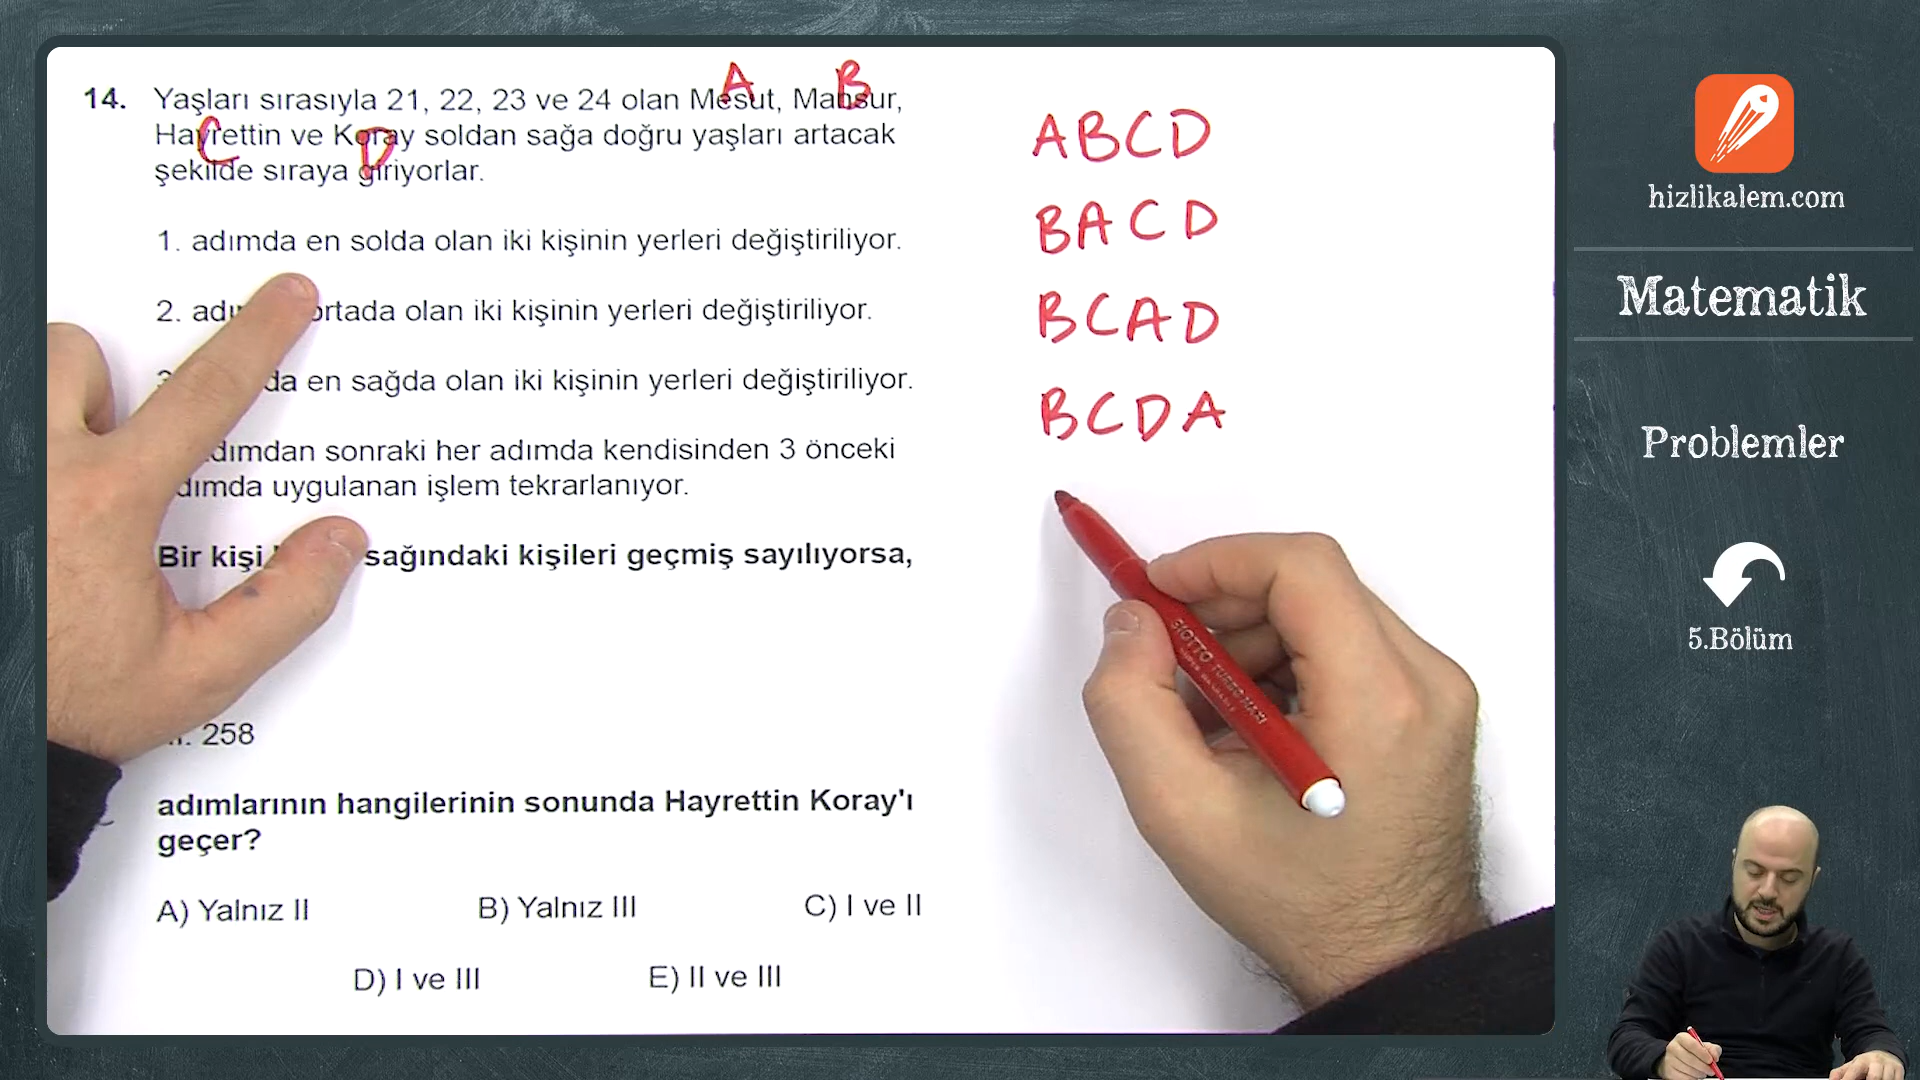 14. Yaşları sırasıyla 21, 22, 23 ve 24 olan Mesut, Mansur,
Hayrettin ve Koray soldan sağa doğru yaşları artacak
şekilde sıraya giriyorlar.
A
B
C
D
1. adımda en solda olan iki kişinin yerleri değiştiriliyor.
2. ortada olan iki kişinin yerleri değiştiriliyor.
en sağda olan iki kişinin yerleri değiştiriliyor.
sonraki her adımda kendisinden 3 önceki
uygulanan işlem tekrarlanıyor.
Bir kişi sağındaki kişileri geçmiş sayılıyorsa,
258
adımlarının hangilerinin sonunda Hayrettin Koray'ı
geçer?
A) Yalnız II
B) Yalnız III
C) I ve II
D) I ve III
E) II ve III
ABCD
BACD
BCAD
BCDA
GIOTTO TURBO MAXI
hizlikalem.com
Matematik
Problemler
5.Bölüm